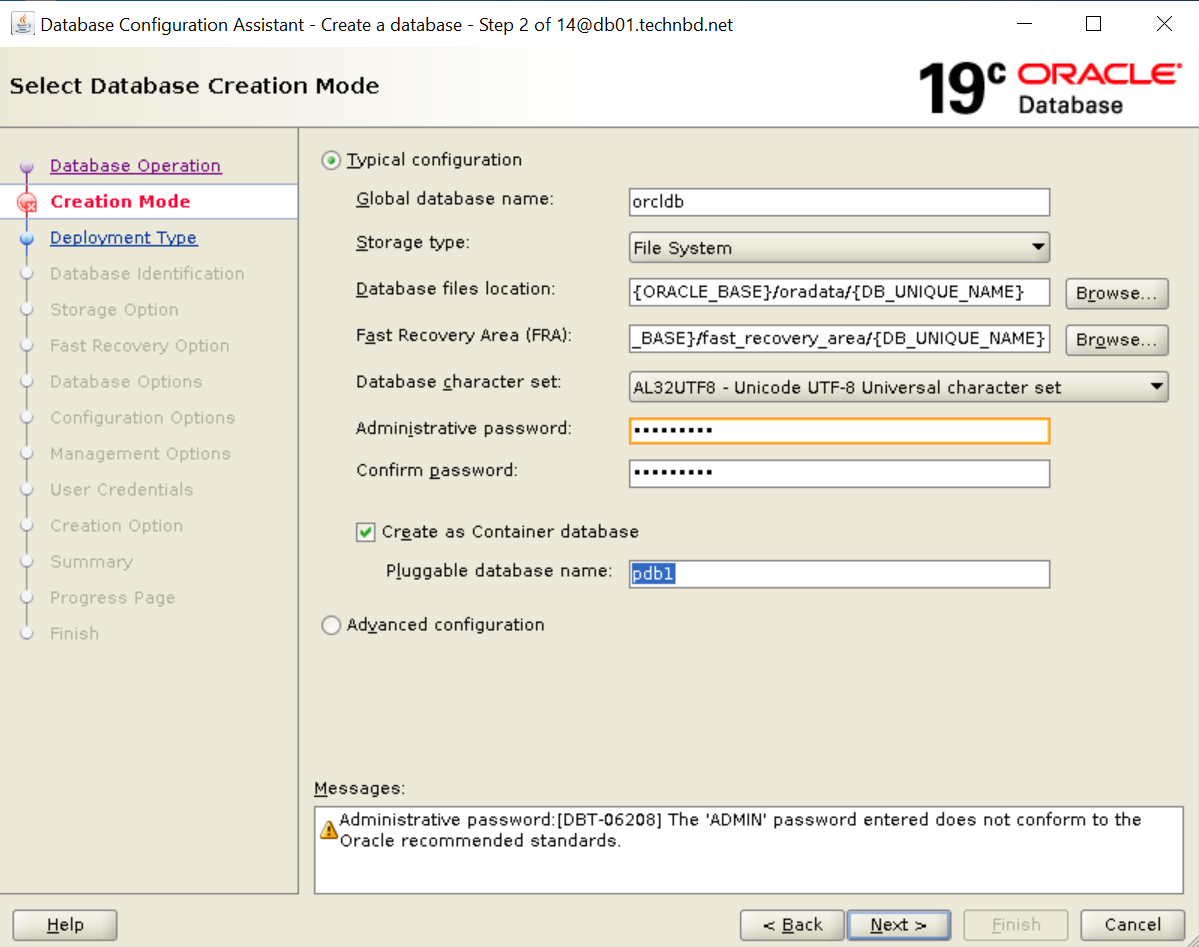 Database Configuration Assistant - Create a database - Step 2 of 14@db01.technbd.net
Select Database Creation Mode
19c ORACLE
Database
Database Operation
Creation Mode
Deployment Type
Database Identification
Storage Option
Fast Recovery Option
Database Options
Configuration Options
Management Options
User Credentials
Creation Option
Summary
Progress Page
Finish
Typical configuration
Global database name: orcldb
Storage type: File System
Database files location: {ORACLE_BASE}/oradata/{DB_UNIQUE_NAME} Browse...
Fast Recovery Area (FRA): _BASE}/fast_recovery_area/{DB_UNIQUE_NAME} Browse...
Database character set: AL32UTF8 - Unicode UTF-8 Universal character set
Administrative password: •••••••••
Confirm password: •••••••••
Create as Container database
Pluggable database name: pdb1
Advanced configuration
Messages:
Administrative password:[DBT-06208] The 'ADMIN' password entered does not conform to the
Oracle recommended standards.
Help < Back Next > Finish Cancel